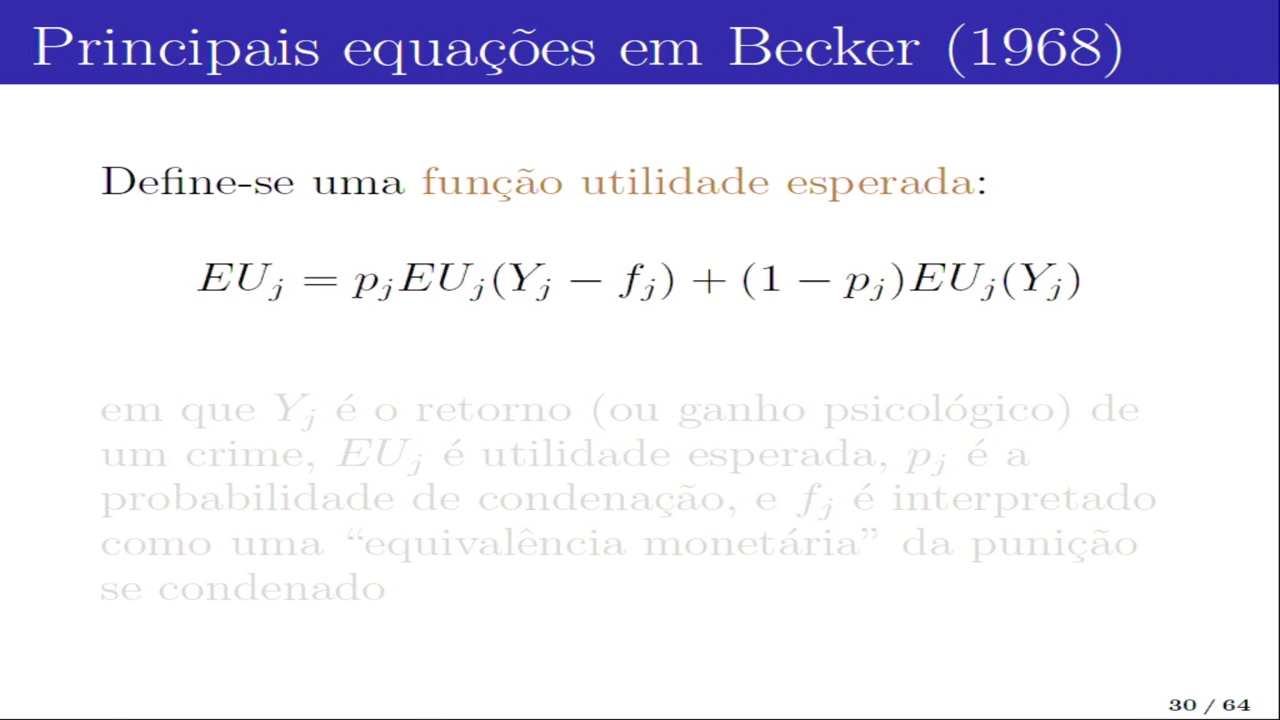 Principais equações em Becker (1968)
Define-se uma função utilidade esperada:
EU_j = p_jEU_j(Y_j − f_j) + (1 − p_j)EU_j(Y_j)
em que Y_j é o retorno (ou ganho psicológico) de
um crime, EU_j é utilidade esperada, p_j é a
probabilidade de condenação, e f_j é interpretado
como uma “equivalência monetária” da punição
se condenado
30 / 64